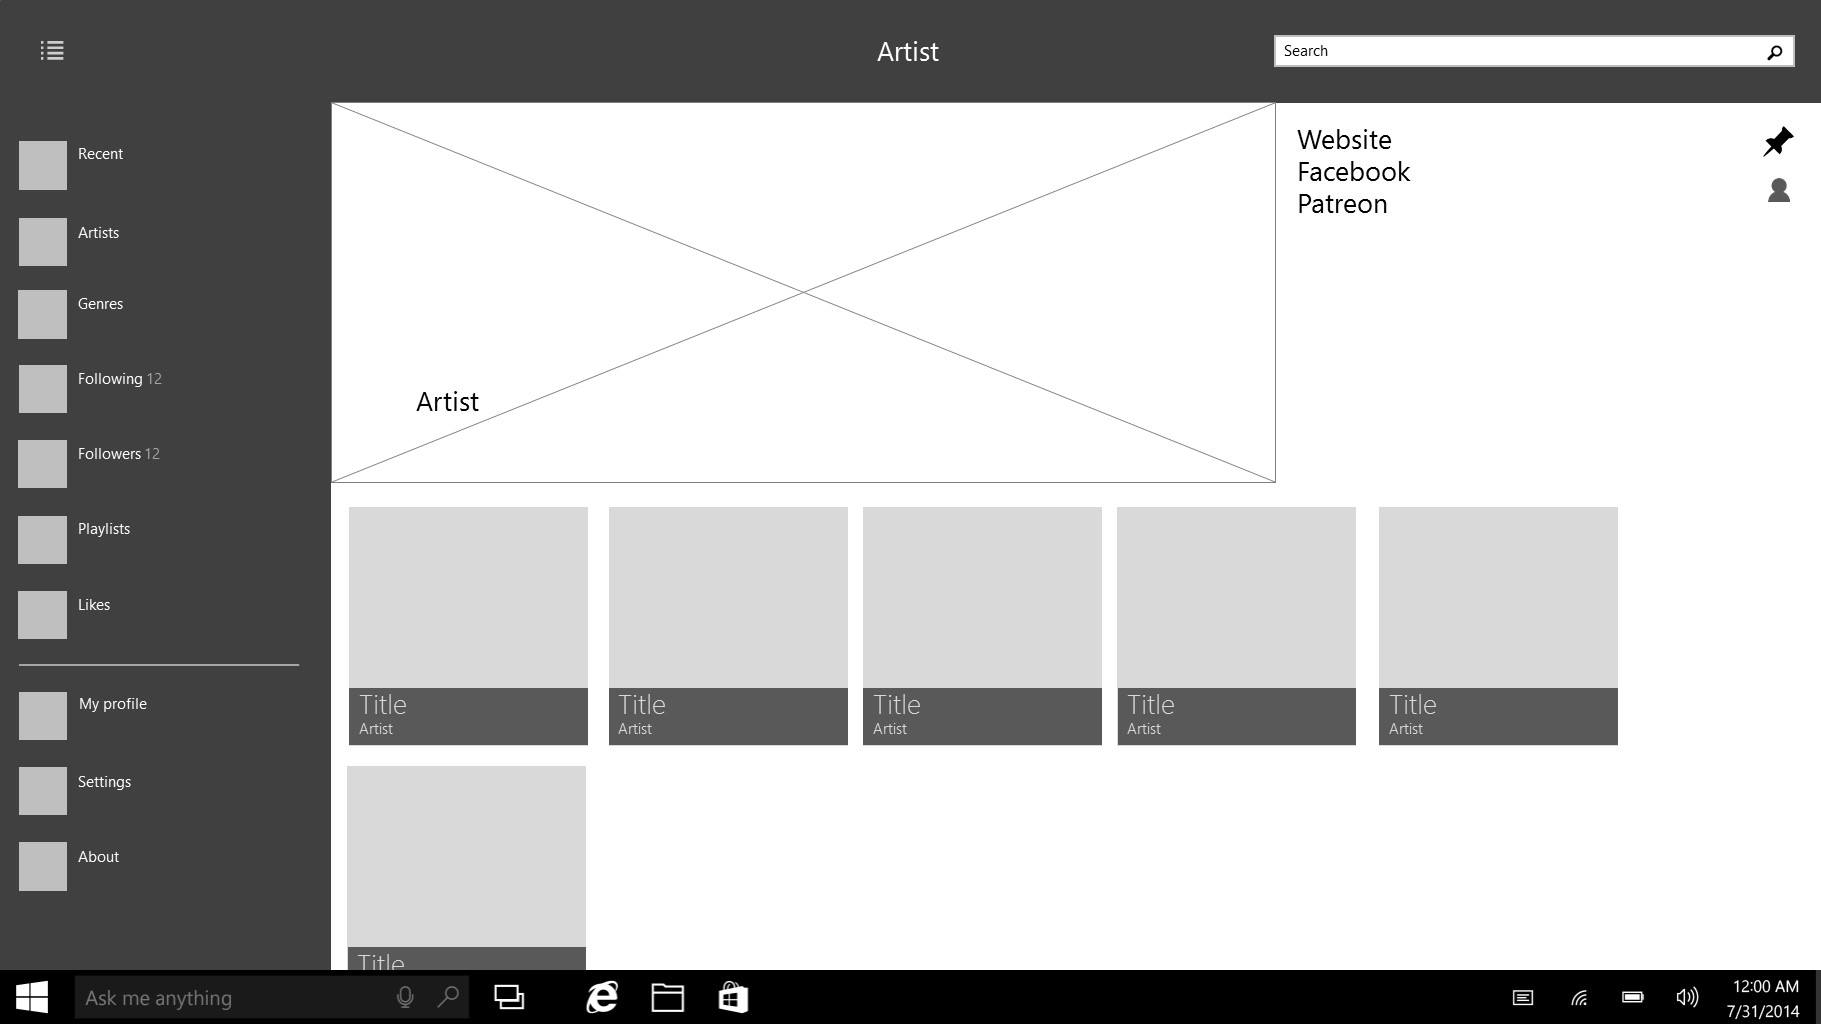 Artist
Search
Recent
Artists
Genres
Following 12
Followers 12
Playlists
Likes
My profile
Settings
About
Artist
Website
Facebook
Patreon
Title
Artist
Title
Artist
Title
Artist
Title
Artist
Title
Artist
Title
Ask me anything
12:00 AM
7/31/2014